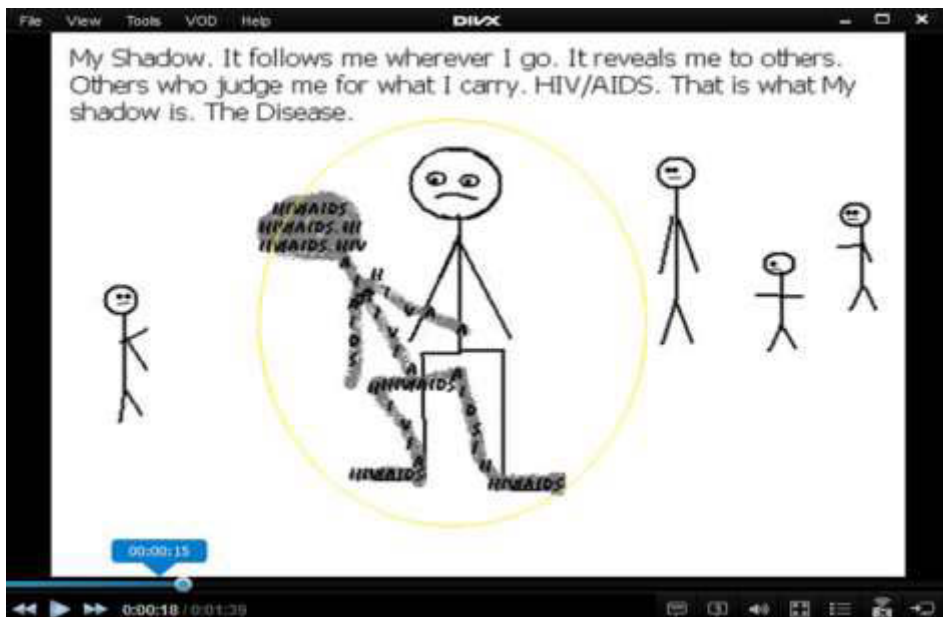 File View Tools VOD Help DIVX
My Shadow. It follows me wherever I go. It reveals me to others.
Others who judge me for what I carry. HIV/AIDS. That is what My
shadow is. The Disease.
HIV/AIDS
HIV/AIDS. HI
HIV/AIDS. HIV
HIV/AIDS
HIV/AIDS
HIV/AIDS
00:00:15
0:00:18 / 0:01:39